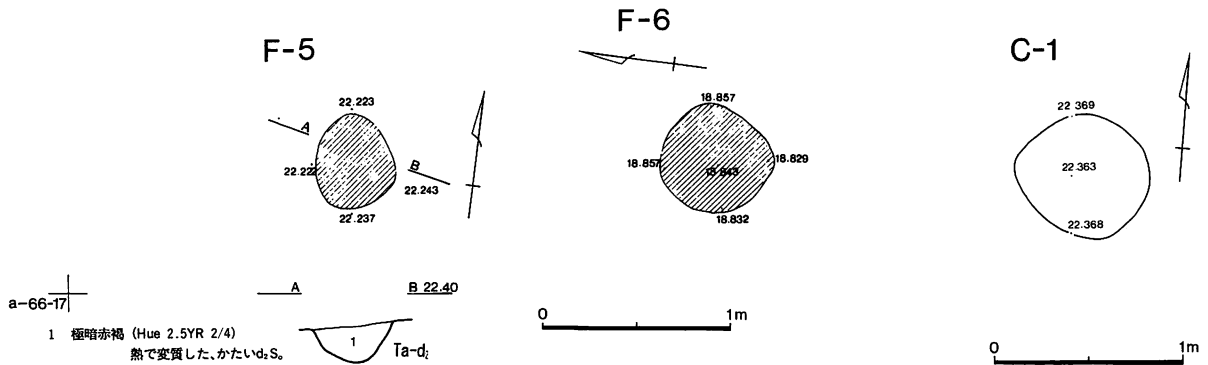 F-5
F-6
C-1
22.223
A
22.222
B
22.243
22.237
18.857
18.857
18.829
18.843
18.832
22.369
22.363
22.368
a-66-17
A
B 22.40
1 極暗赤褐 (Hue 2.5YR 2/4)
熱で変質した、かたいd₂S。
1
Ta-d₂
0 1m
0 1m